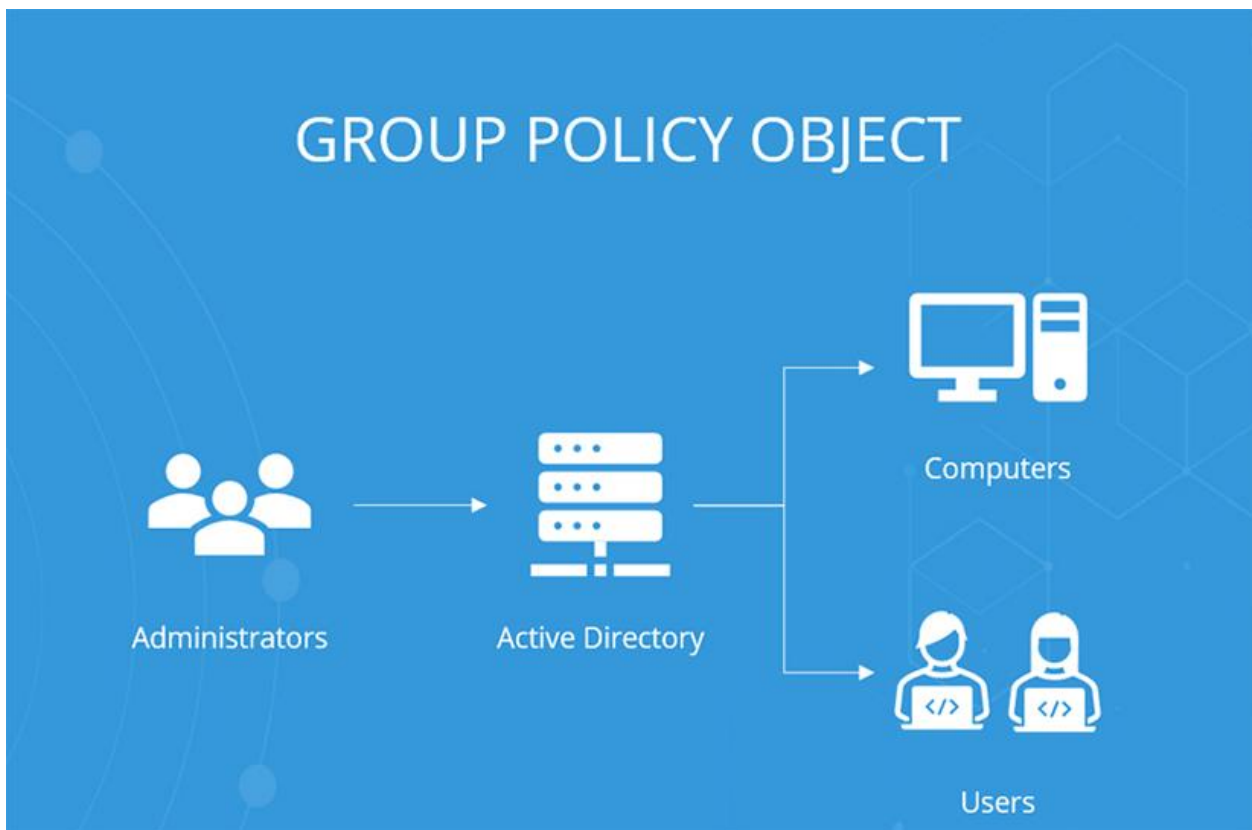 GROUP POLICY OBJECT
Computers
Administrators
Active Directory
</>
</>
Users